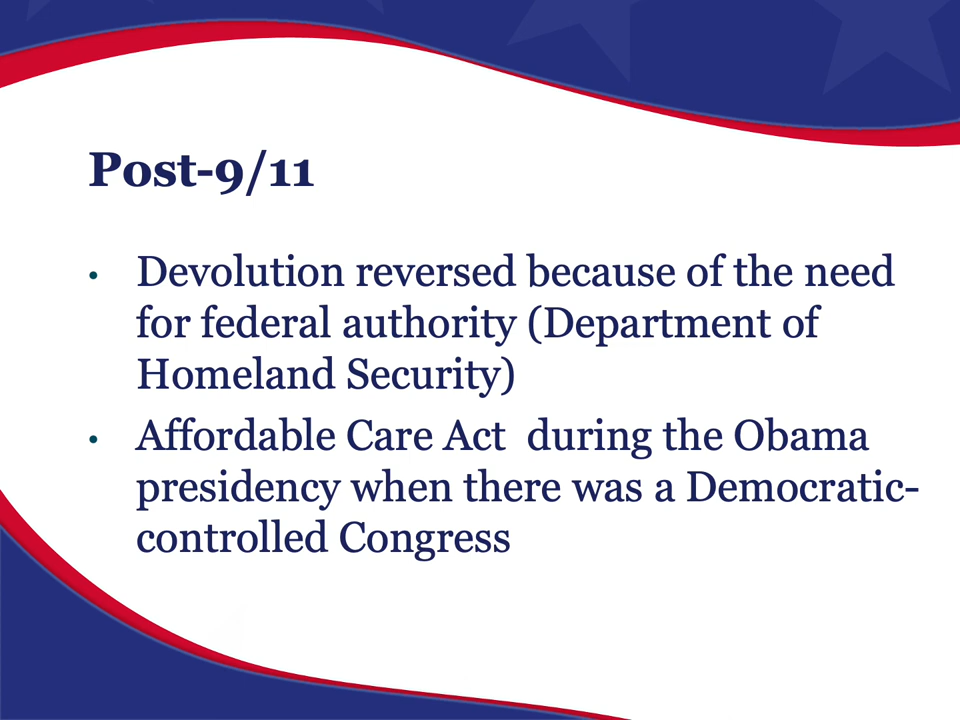 Post-9/11
• Devolution reversed because of the need
for federal authority (Department of
Homeland Security)
• Affordable Care Act  during the Obama
presidency when there was a Democratic-
controlled Congress